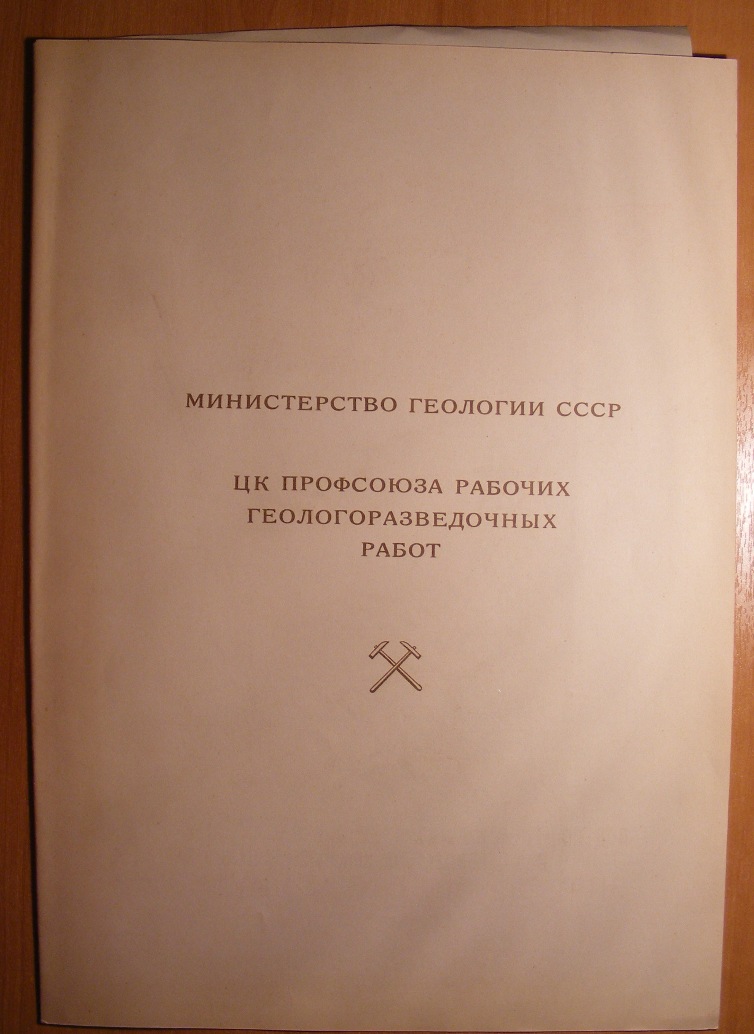 МИНИСТЕРСТВО ГЕОЛОГИИ СССР
ЦК ПРОФСОЮЗА РАБОЧИХ
ГЕОЛОГОРАЗВЕДОЧНЫХ
РАБОТ